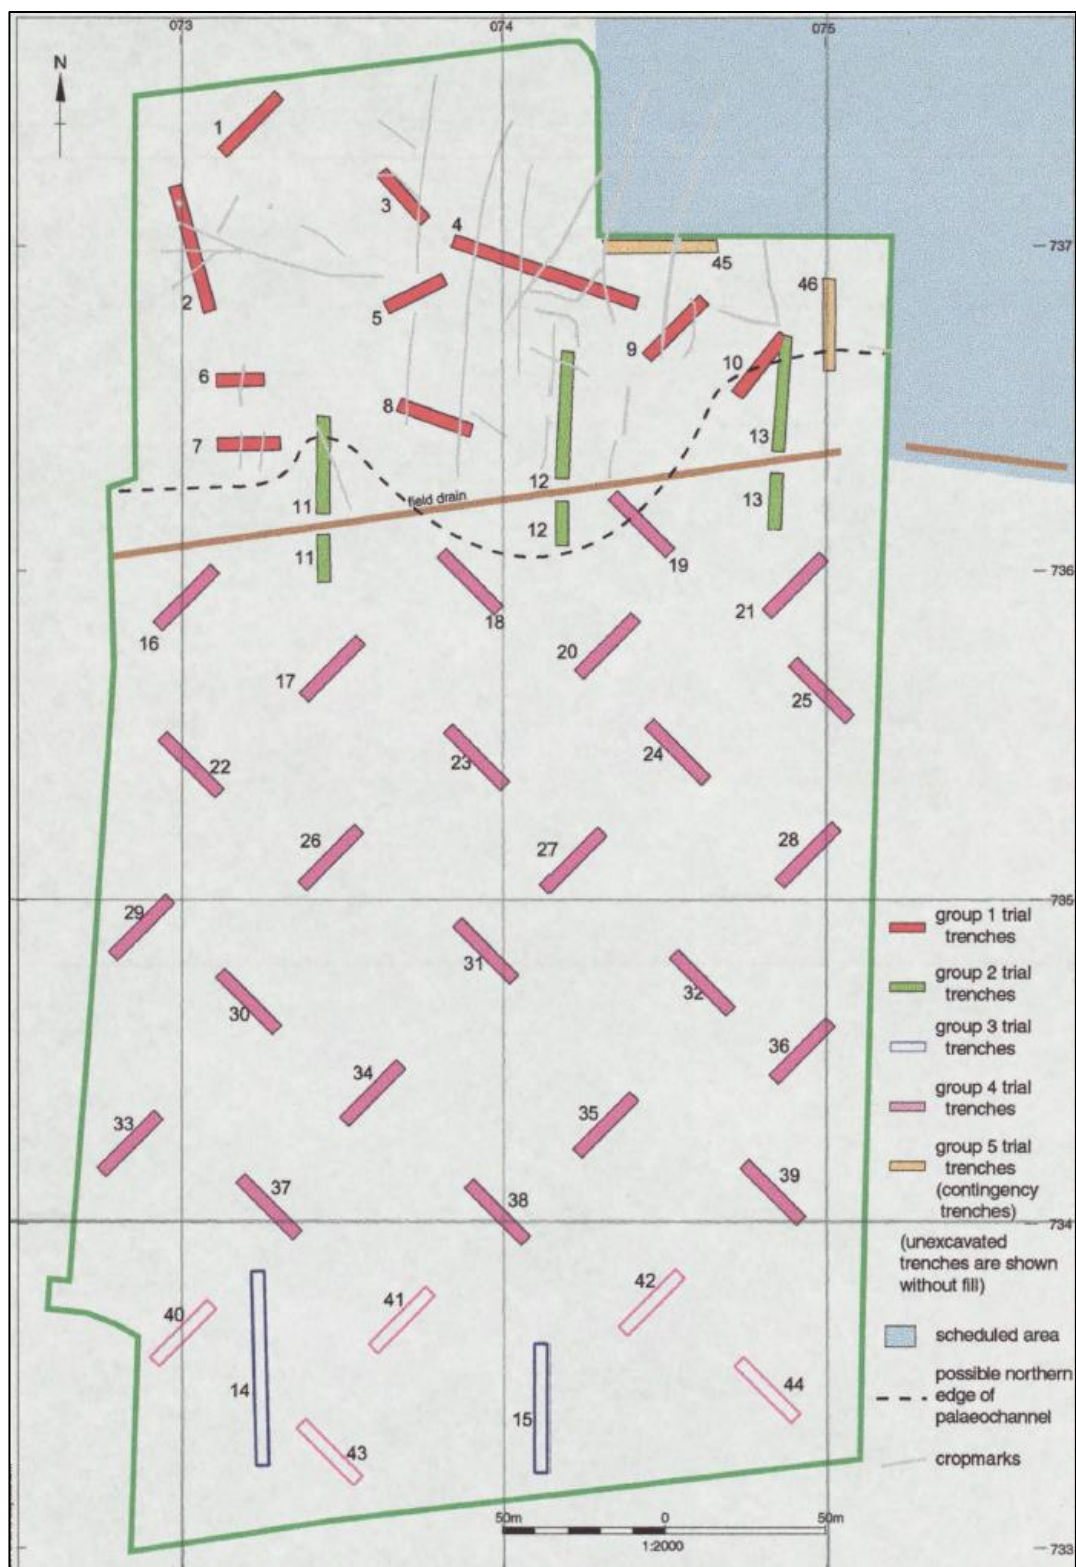 073
074
075
N
1
3
4
2
5
45
46
737
9
6
10
8
7
13
12
11
field drain
13
12
11
19
736
18
21
16
20
17
25
24
23
22
26
27
28
735
29
group 1 trial
trenches
31
group 2 trial
trenches
32
30
group 3 trial
trenches
36
34
group 4 trial
trenches
35
33
group 5 trial
trenches
(contingency
trenches)
37
39
38
734
(unexcavated
trenches are shown
without fill)
42
41
40
scheduled area
14
44
possible northern
edge of
palaeochannel
15
43
cropmarks
50m
0
50m
1:2000
733